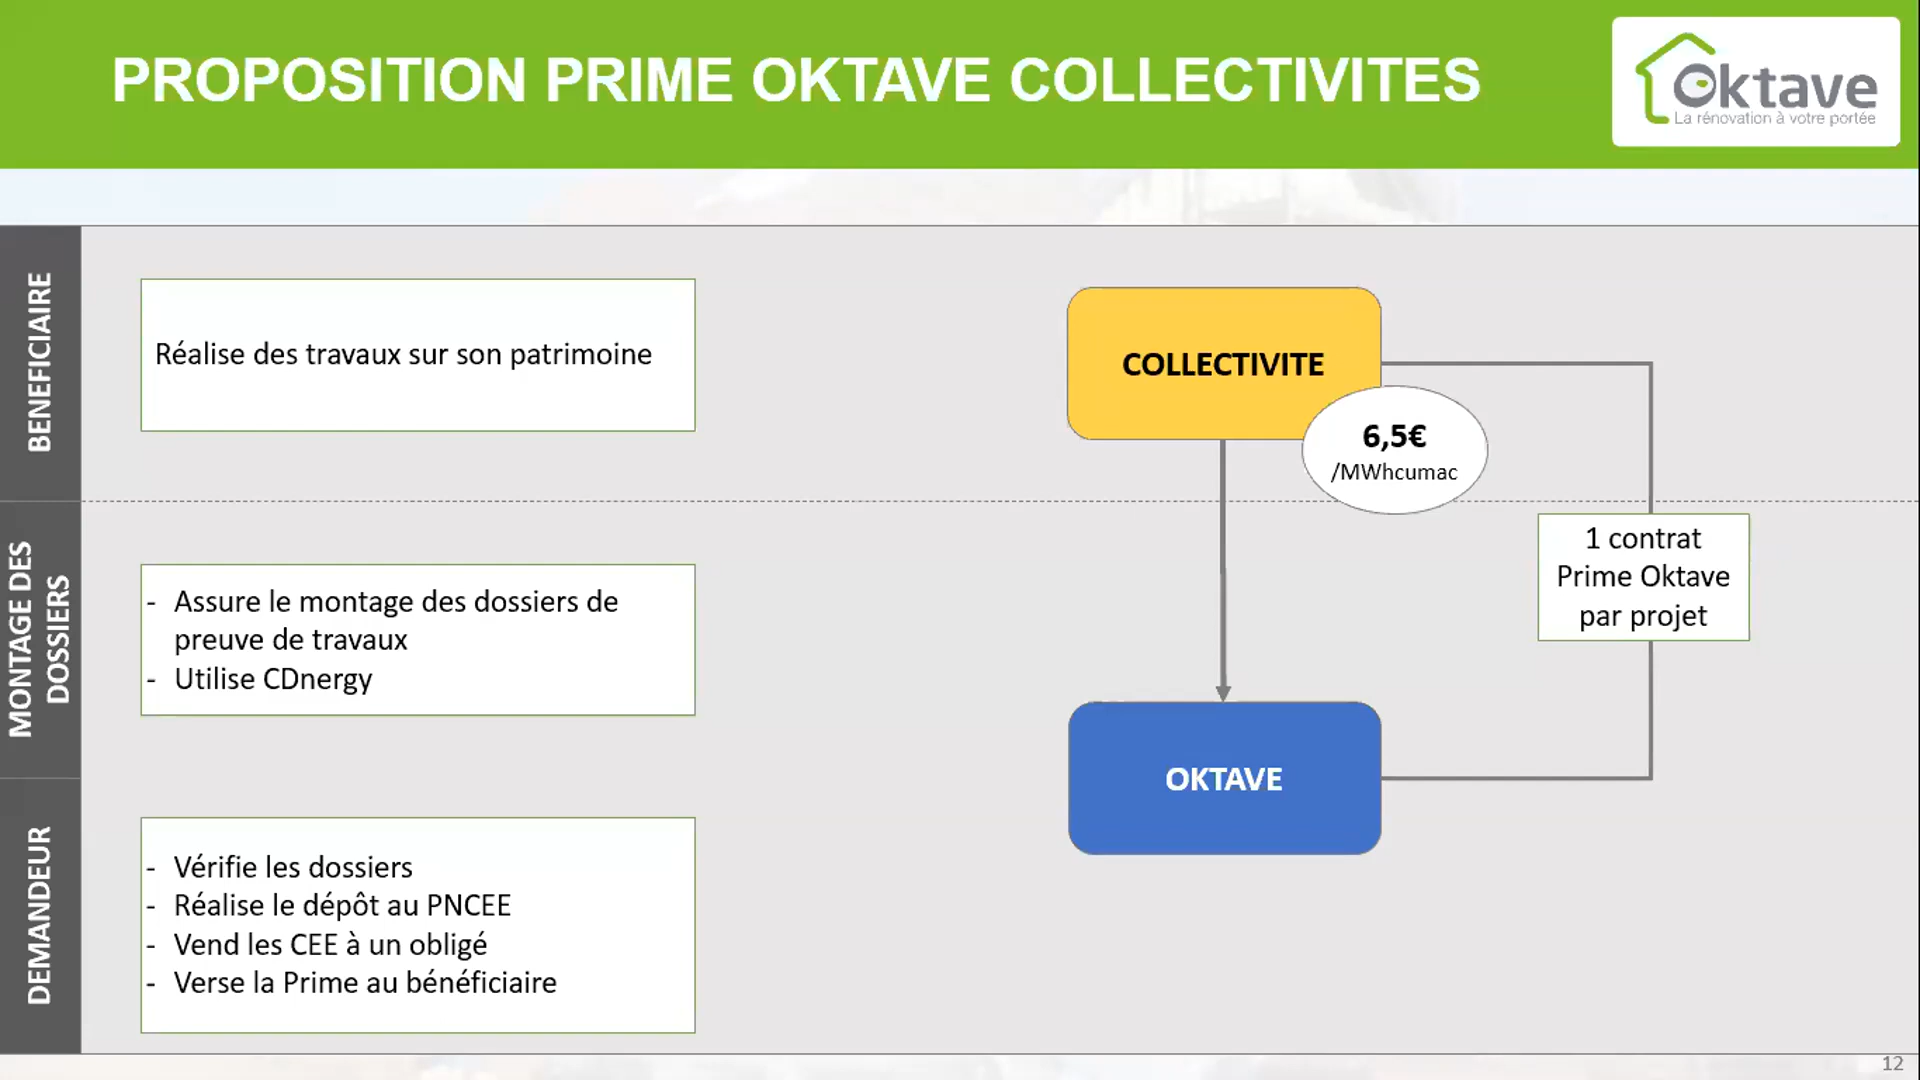 PROPOSITION PRIME OKTAVE COLLECTIVITES
Oktave
La rénovation à votre portée
BENEFICIAIRE
Réalise des travaux sur son patrimoine
COLLECTIVITE
6,5€
/MWhcumac
MONTAGE DES
DOSSIERS
- Assure le montage des dossiers de
preuve de travaux
- Utilise CDnergy
1 contrat
Prime Oktave
par projet
OKTAVE
DEMANDEUR
- Vérifie les dossiers
- Réalise le dépôt au PNCEE
- Vend les CEE à un obligé
- Verse la Prime au bénéficiaire
12